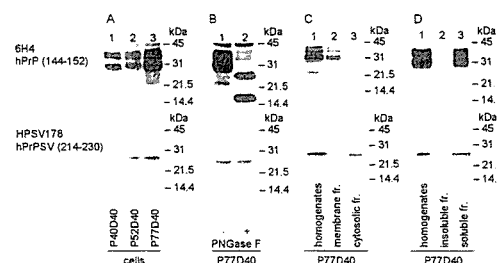 A
B
C
D
6H4
hPrP (144-152)
1 2 3
kDa
- 45
- 31
- 21.5
- 14.4
1 2
kDa
- 45
- 31
- 21.5
- 14.4
1 2 3
kDa
- 45
- 31
- 21.5
- 14.4
1 2 3
kDa
- 45
- 31
- 21.5
- 14.4
HPSV178
hPrPSV (214-230)
kDa
- 45
- 31
- 21.5
- 14.4
kDa
- 45
- 31
- 21.5
- 14.4
kDa
- 45
- 31
- 21.5
- 14.4
kDa
- 45
- 31
- 21.5
- 14.4
P40D40
P52D40
P77D40
cells
- +
PNGase F
P77D40
homogenates
membrane fr.
cytosolic fr.
P77D40
homogenates
insoluble fr.
soluble fr.
P77D40